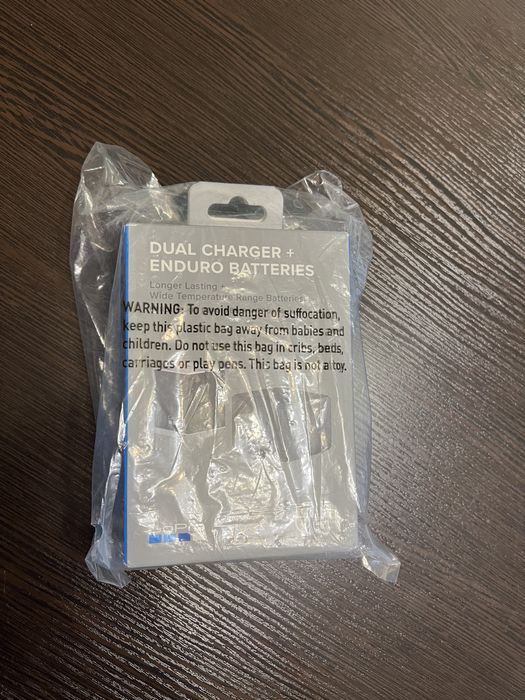 DUAL CHARGER +
ENDURO BATTERIES
Longer Lasting +
Wide Temperature Range Batteries
WARNING: To avoid danger of suffocation,
keep this plastic bag away from babies and
children. Do not use this bag in cribs, beds,
carriages or play pens. This bag is not a toy.